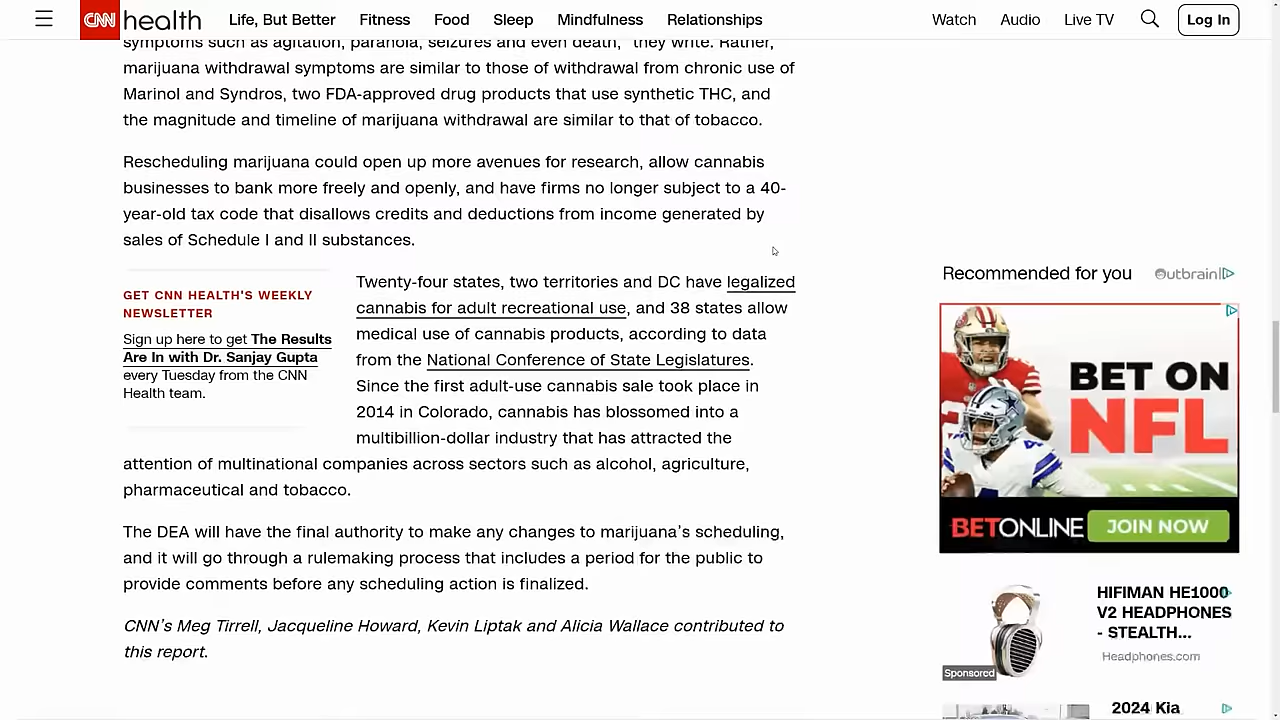 CNN health
Life, But Better
Fitness
Food
Sleep
Mindfulness
Relationships
Watch
Audio
Live TV
Log In
symptoms such as agitation, paranoia, seizures and even death," they write. Rather,
marijuana withdrawal symptoms are similar to those of withdrawal from chronic use of
Marinol and Syndros, two FDA-approved drug products that use synthetic THC, and
the magnitude and timeline of marijuana withdrawal are similar to that of tobacco.
Rescheduling marijuana could open up more avenues for research, allow cannabis
businesses to bank more freely and openly, and have firms no longer subject to a 40-
year-old tax code that disallows credits and deductions from income generated by
sales of Schedule I and II substances.
GET CNN HEALTH'S WEEKLY
NEWSLETTER
Sign up here to get The Results
Are In with Dr. Sanjay Gupta
every Tuesday from the CNN
Health team.
Twenty-four states, two territories and DC have legalized
cannabis for adult recreational use, and 38 states allow
medical use of cannabis products, according to data
from the National Conference of State Legislatures.
Since the first adult-use cannabis sale took place in
2014 in Colorado, cannabis has blossomed into a
multibillion-dollar industry that has attracted the
attention of multinational companies across sectors such as alcohol, agriculture,
pharmaceutical and tobacco.
The DEA will have the final authority to make any changes to marijuana's scheduling,
and it will go through a rulemaking process that includes a period for the public to
provide comments before any scheduling action is finalized.
CNN's Meg Tirrell, Jacqueline Howard, Kevin Liptak and Alicia Wallace contributed to
this report.
Recommended for you
outbrain
BET ON
NFL
BETONLINE
JOIN NOW
HIFIMAN HE1000
V2 HEADPHONES
- STEALTH...
Headphones.com
Sponsored
2024 Kia